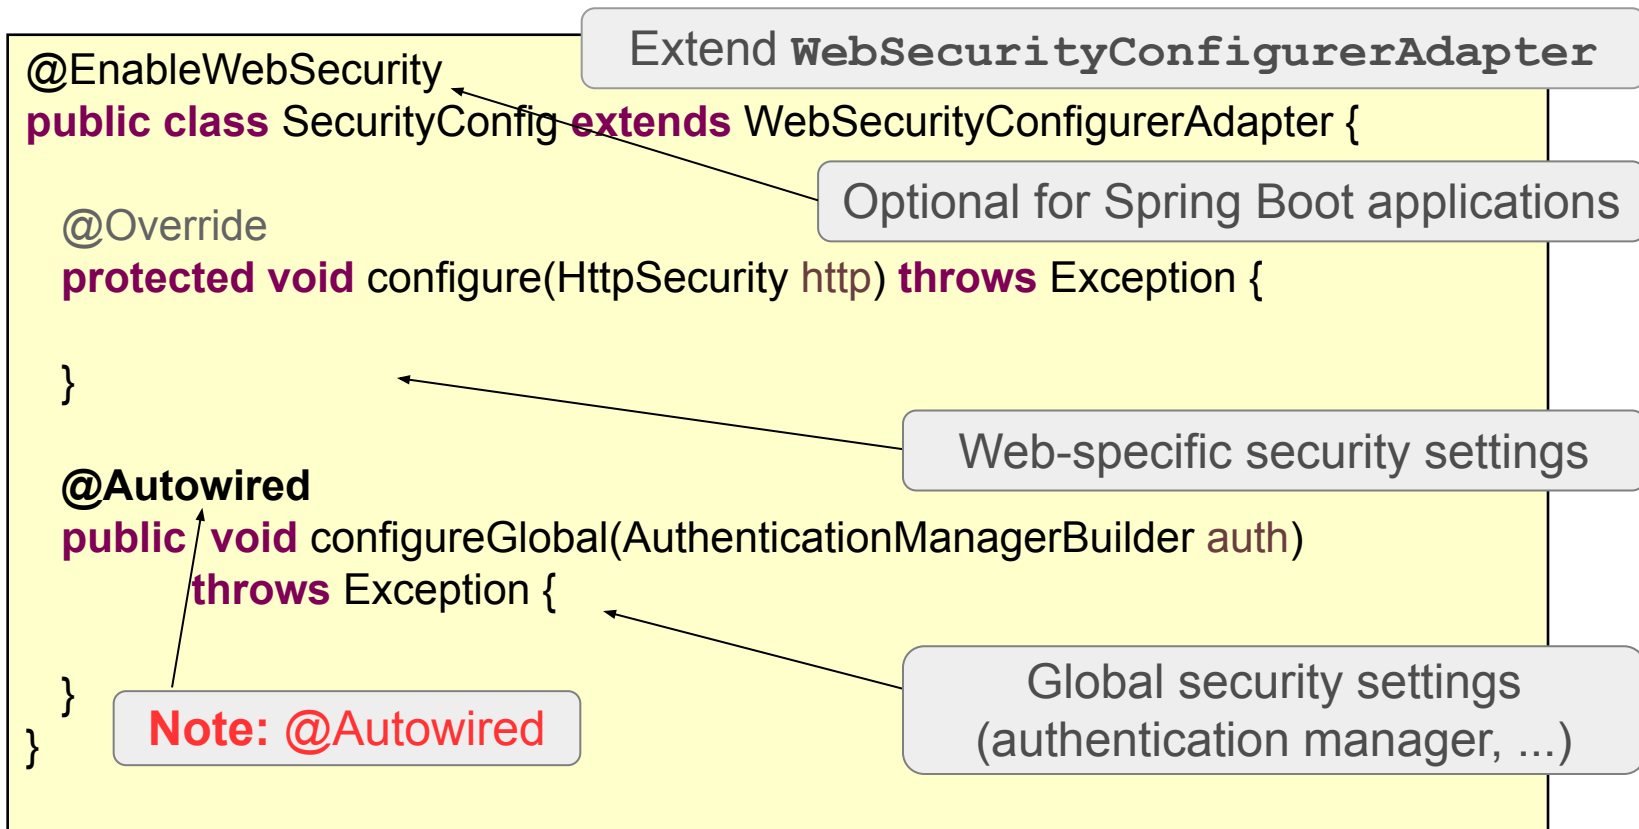 Extend WebSecurityConfigurerAdapter
@EnableWebSecurity
public class SecurityConfig extends WebSecurityConfigurerAdapter {
Optional for Spring Boot applications
@Override
protected void configure(HttpSecurity http) throws Exception {
}
Web-specific security settings
@Autowired
public void configureGlobal(AuthenticationManagerBuilder auth)
throws Exception {
}
Global security settings
(authentication manager, ...)
Note: @Autowired
}